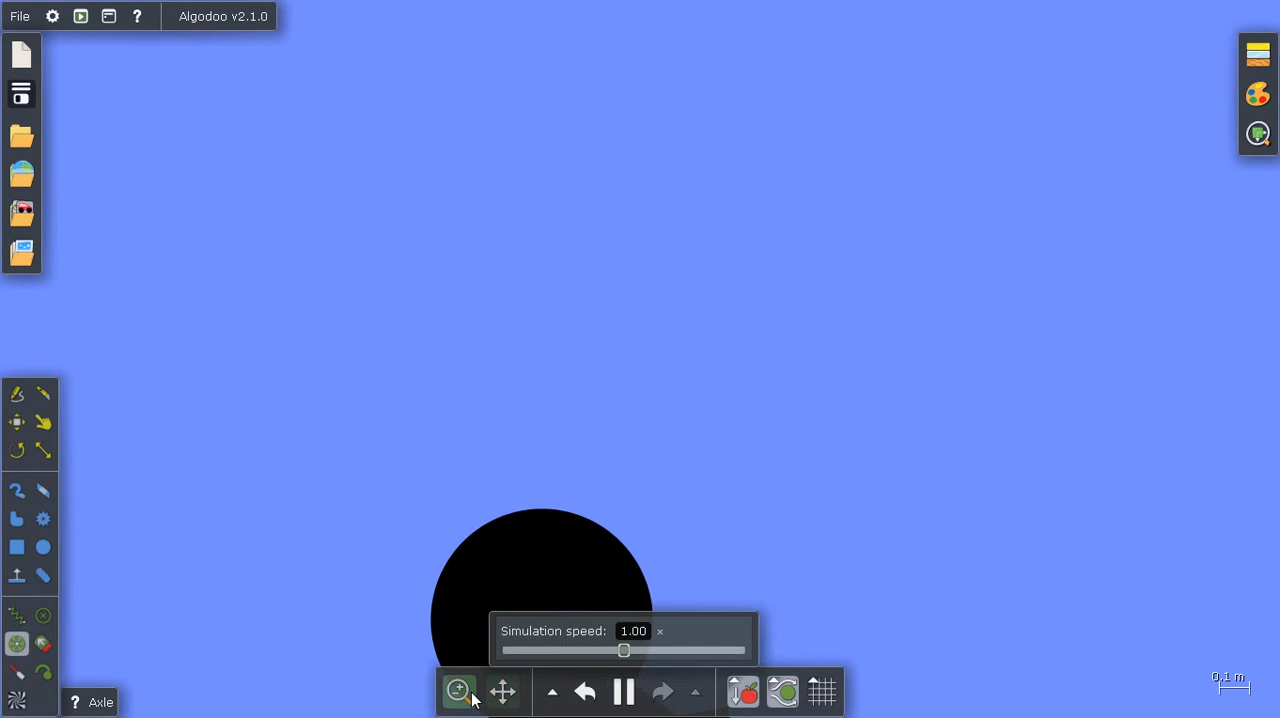 File
?
Algodoo v2.1.0
Simulation speed: 1.00 x
0.1 m
? Axle